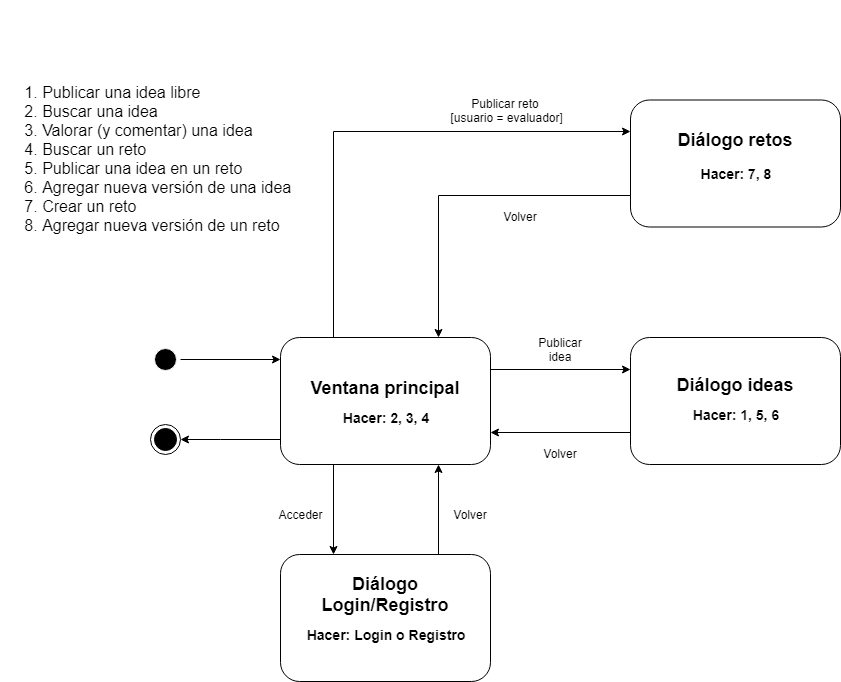 1. Publicar una idea libre
2. Buscar una idea
3. Valorar (y comentar) una idea
4. Buscar un reto
5. Publicar una idea en un reto
6. Agregar nueva versión de una idea
7. Crear un reto
8. Agregar nueva versión de un reto
Publicar reto
[usuario = evaluador]
Diálogo retos
Hacer: 7, 8
Volver
Ventana principal
Hacer: 2, 3, 4
Publicar
idea
Diálogo ideas
Hacer: 1, 5, 6
Volver
Acceder
Volver
Diálogo
Login/Registro
Hacer: Login o Registro